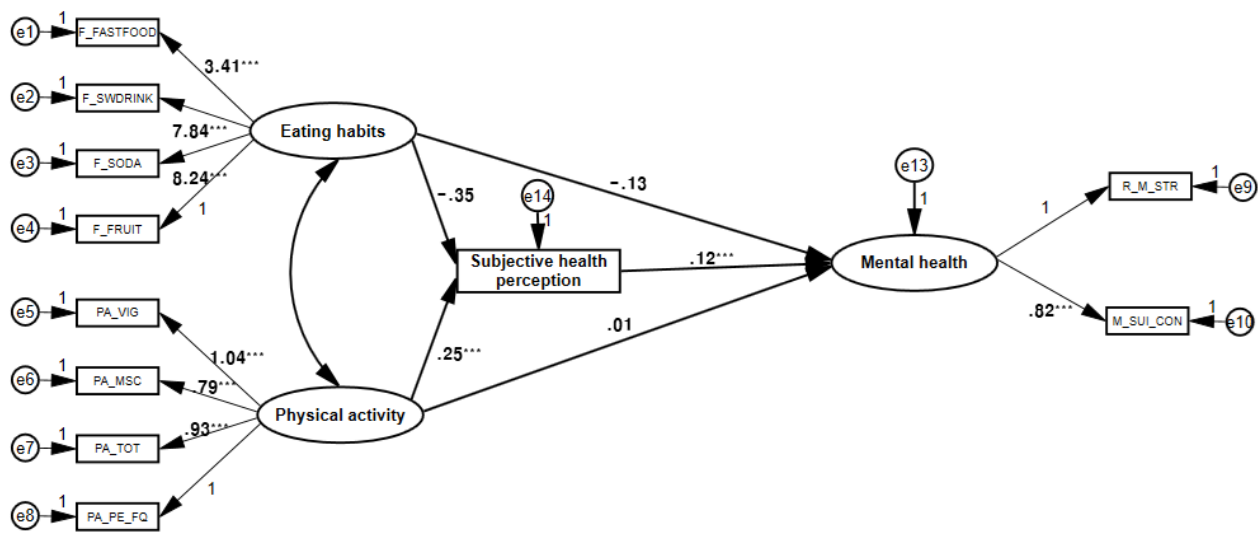 e1 1 F_FASTFOOD
3.41***
e2 1 F_SWDRINK
7.84***
e3 1 F_SODA
8.24***
e4 1 F_FRUIT
1
Eating habits
-.35
-.13
e14
1
Subjective health
perception
.12***
e13
1
Mental health
1
R_M_STR 1 e9
.82***
M_SUI_CON 1 e10
e5 1 PA_VIG
1.04***
e6 1 PA_MSC
.79***
e7 1 PA_TOT
.93***
e8 1 PA_PE_FQ
1
Physical activity
.25***
.01